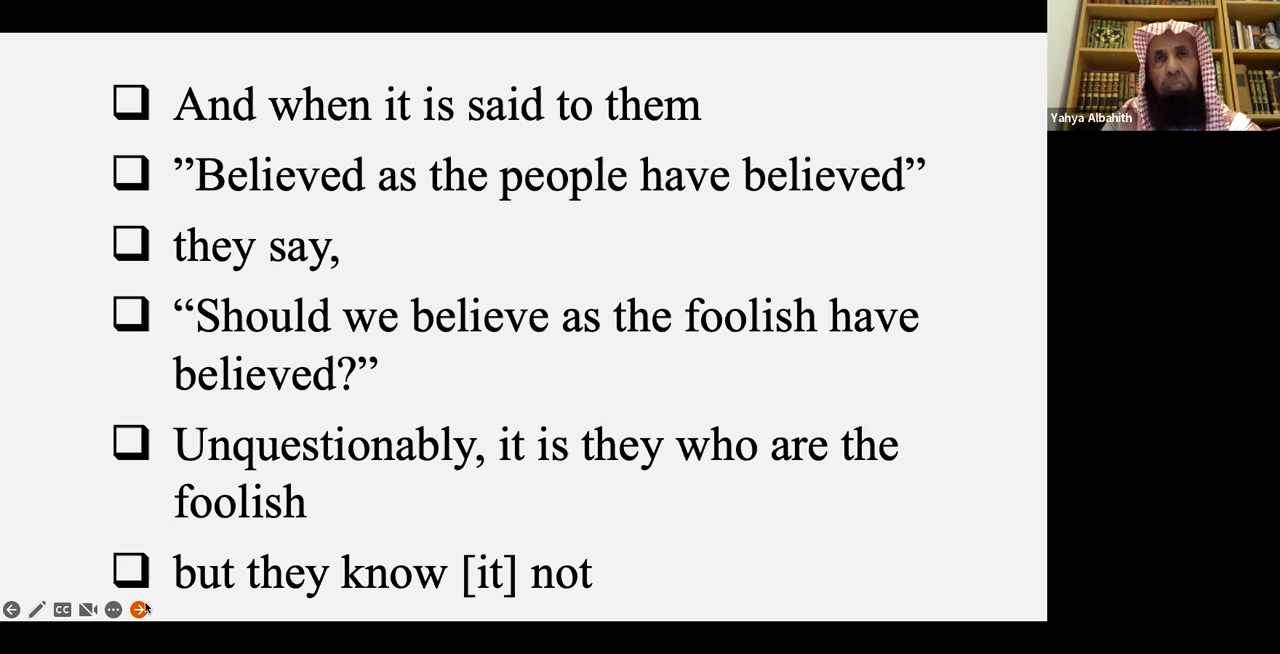 And when it is said to them
”Believed as the people have believed”
they say,
“Should we believe as the foolish have
believed?”
Unquestionably, it is they who are the
foolish
but they know [it] not
Yahya Albahith
CC